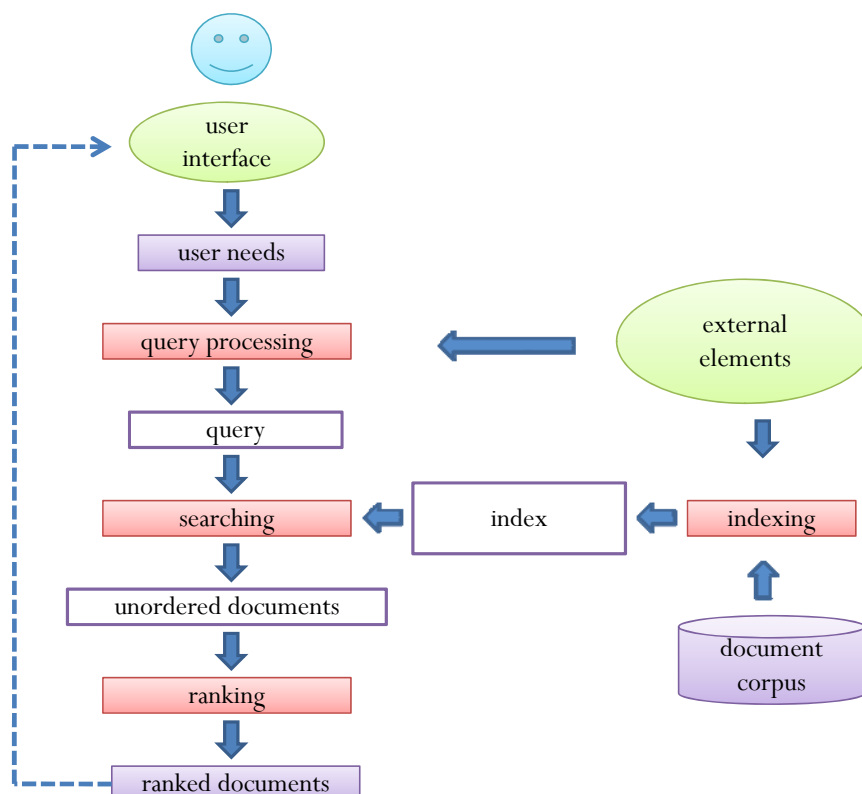 user
interface
user needs
query processing
external
elements
query
searching
index
indexing
unordered documents
document
corpus
ranking
ranked documents